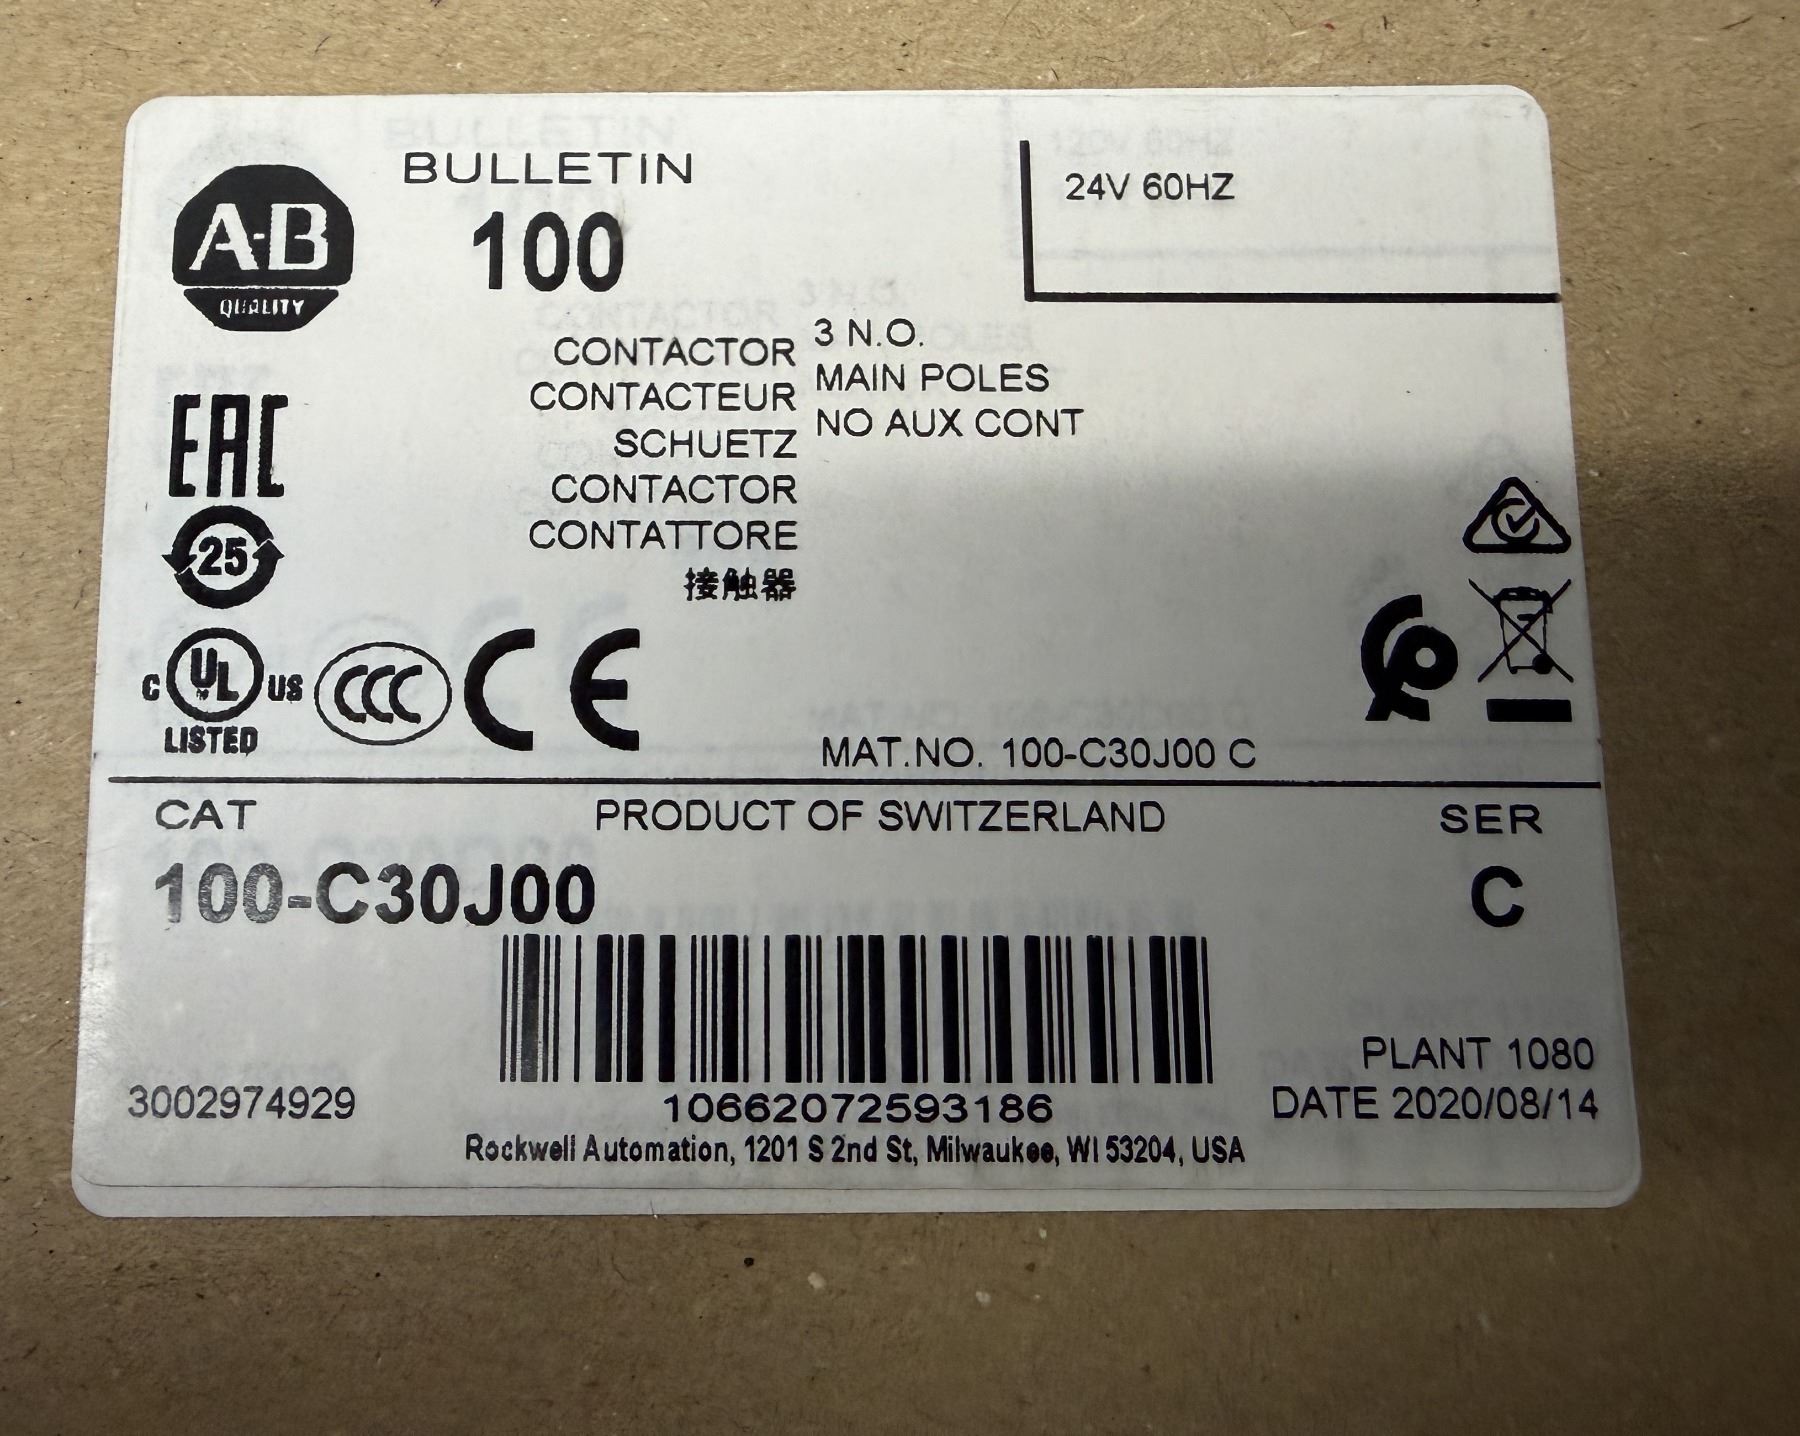 A-B
QUALITY
BULLETIN
100
24V 60HZ
CONTACTOR
CONTACTEUR
SCHUETZ
CONTACTOR
CONTATTORE
接触器
3 N.O.
MAIN POLES
NO AUX CONT
EAC
25
C UL US
LISTED
CCC
CE
MAT.NO. 100-C30J00 C
CAT
PRODUCT OF SWITZERLAND
SER
100-C30J00
C
3002974929
10662072593186
PLANT 1080
DATE 2020/08/14
Rockwell Automation, 1201 S 2nd St, Milwaukee, WI 53204, USA